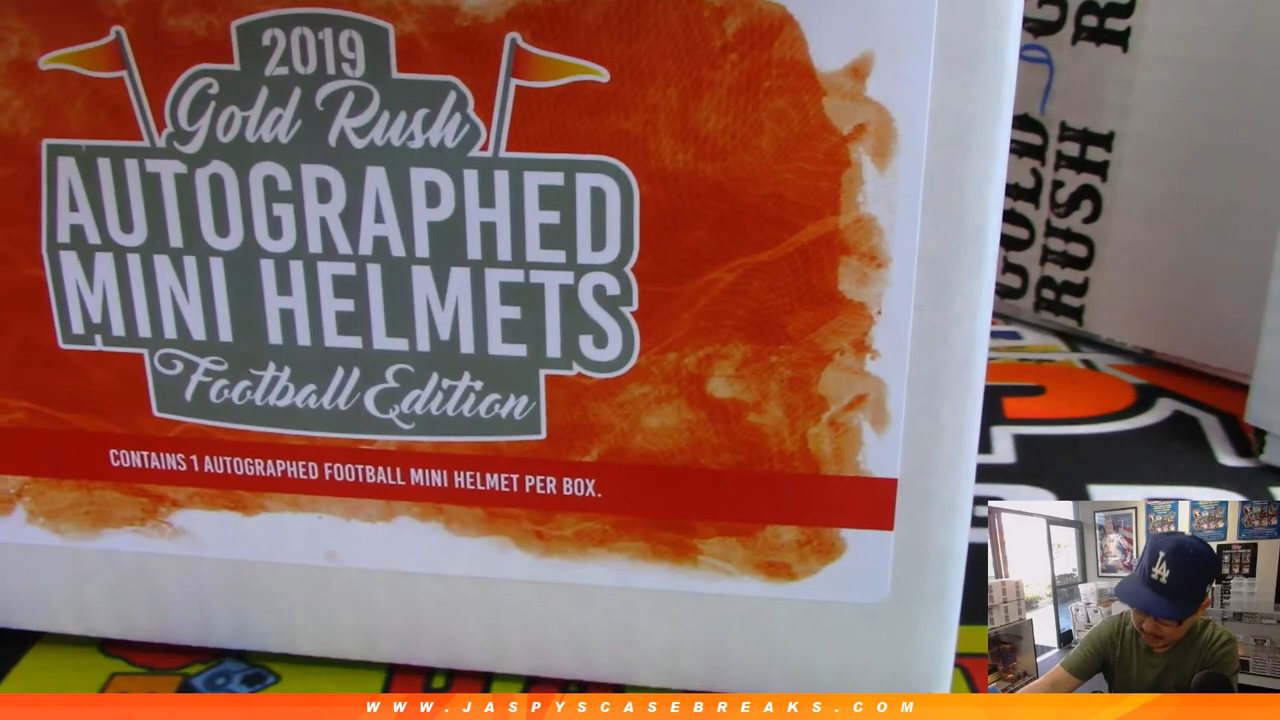 2019
Gold Rush
AUTOGRAPHED
MINI HELMETS
Football Edition
CONTAINS 1 AUTOGRAPHED FOOTBALL MINI HELMET PER BOX.
GOLD
RUSH
LA
WWW.JASPYSCASEBREAKS.COM